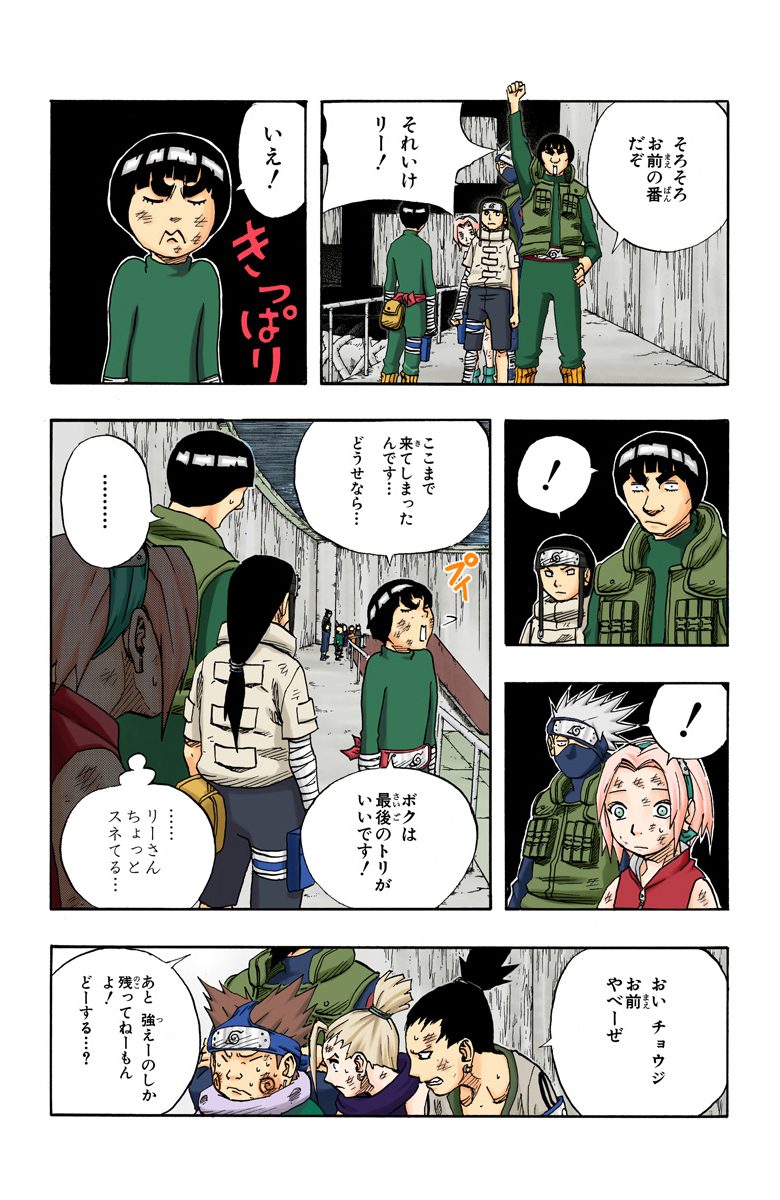 そろそろ
お前の番
だぞ
それいけ
リー！
いえ！
きっぱり
！
！
ここまで
来てしまった
んです…
どうせなら…
プイ
ボクは
最後のトリが
いいです！
………
……
リーさん
ちょっと
スネてる…
おい チョウジ
お前
やべーぜ
あと 強えーのしか
残ってねーもん
よ！
どーする…？